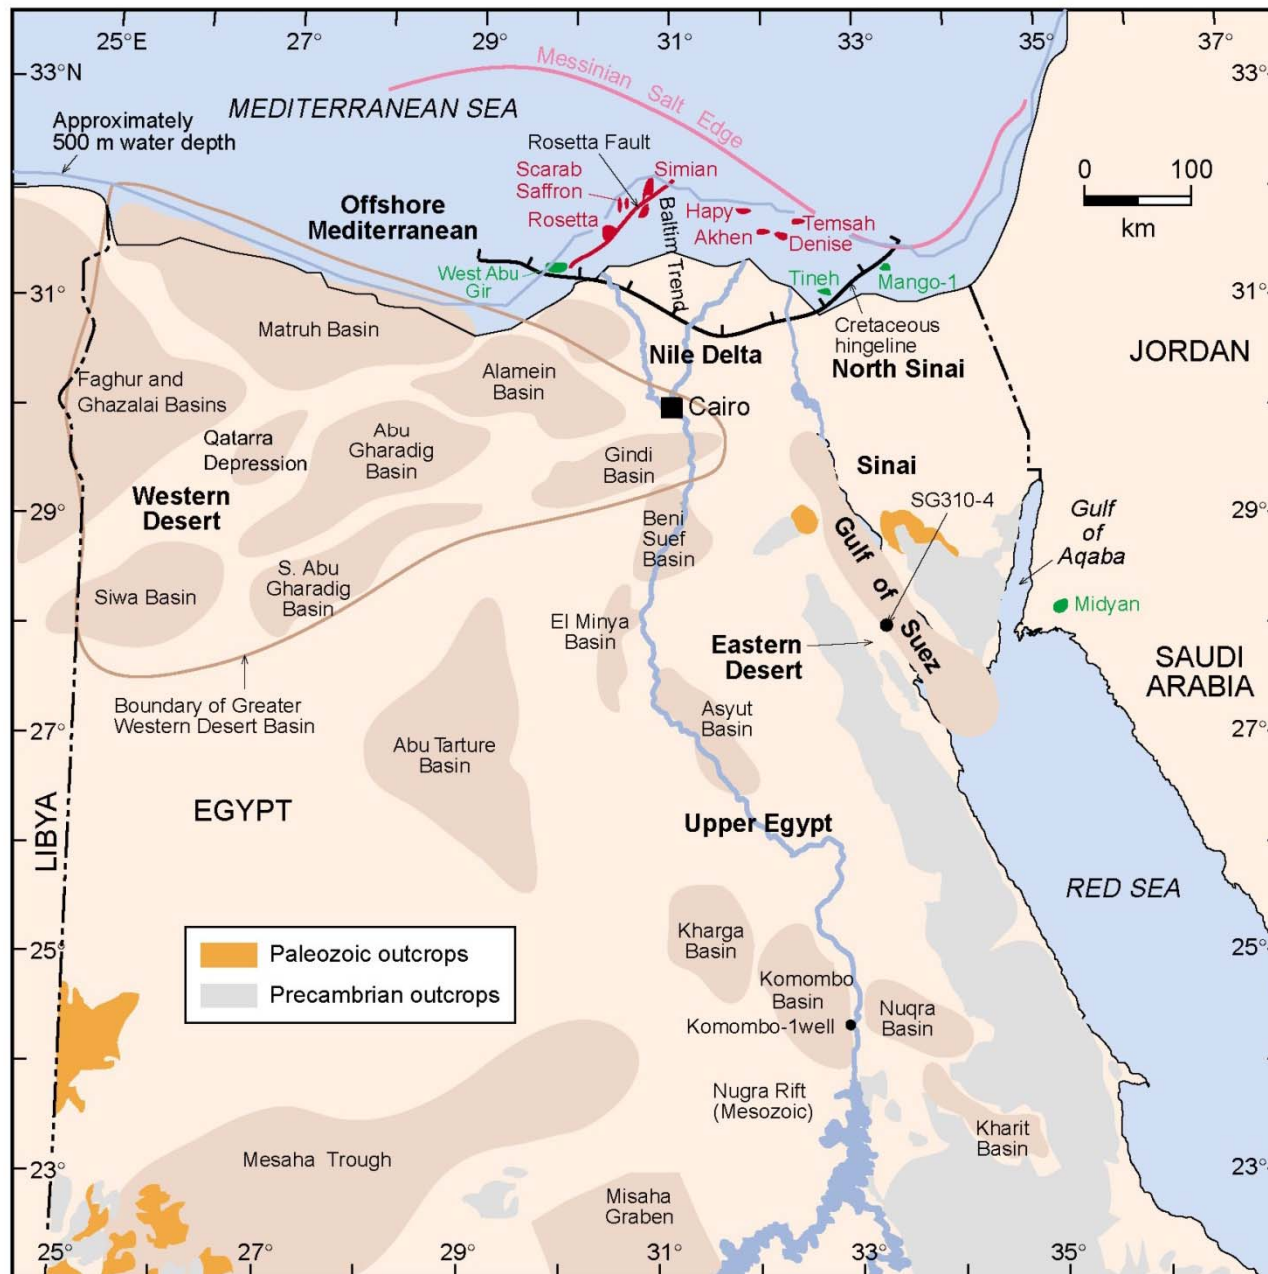 25°E
27°
29°
31°
33°
35°
37°
33°N
33°
Messinian Salt Edge
MEDITERRANEAN SEA
Approximately
500 m water depth
Rosetta Fault
Scarab
Saffron
Simian
Rosetta
Baltim Trend
Hapy
Akhen
Temsah
Denise
0 100
km
Offshore
Mediterranean
West Abu
Gir
Tineh
Mango-1
31°
31°
Cretaceous
hingeline
Matruh Basin
Nile Delta
North Sinai
JORDAN
Faghur and
Ghazalai Basins
Alamein
Basin
Cairo
Qatarra
Depression
Abu
Gharadig
Basin
Gindi
Basin
Sinai
SG310-4
Western
Desert
29°
29°
Beni
Suef
Basin
Gulf of Suez
Gulf
of
Aqaba
Siwa Basin
S. Abu
Gharadig
Basin
El Minya
Basin
Midyan
Eastern
Desert
SAUDI
ARABIA
Boundary of Greater
Western Desert Basin
Asyut
Basin
27°
27°
Abu Tarture
Basin
LIBYA
EGYPT
Upper Egypt
RED SEA
Paleozoic outcrops
Precambrian outcrops
25°
25°
Kharga
Basin
Komombo
Basin
Komombo-1well
Nuqra
Basin
Nugra Rift
(Mesozoic)
Kharit
Basin
23°
23°
Mesaha Trough
Misaha
Graben
25°
27°
29°
31°
33°
35°